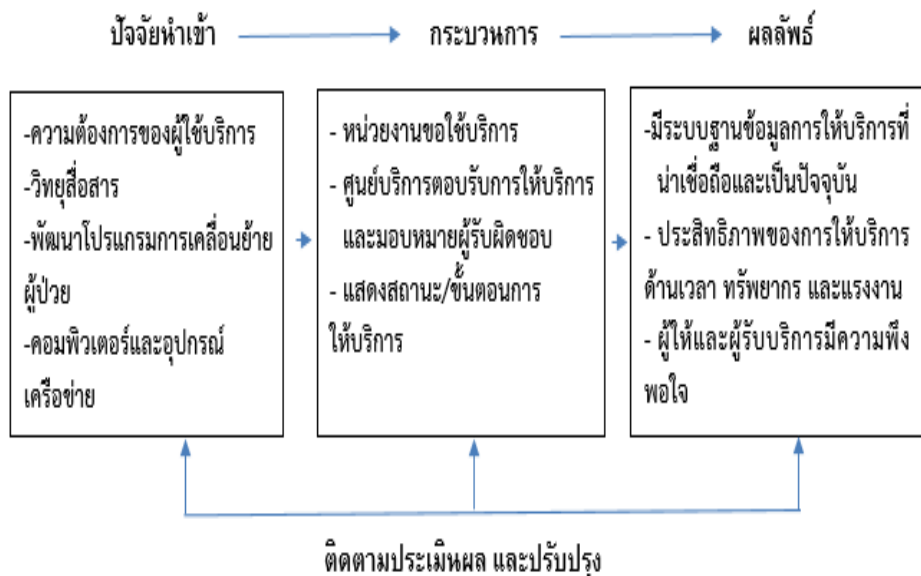 ปัจจัยนำเข้า กระบวนการ ผลลัพธ์
-ความต้องการของผู้ใช้บริการ
-วิทยุสื่อสาร
-พัฒนาโปรแกรมการเคลื่อนย้าย
ผู้ป่วย
-คอมพิวเตอร์และอุปกรณ์
เครือข่าย
- หน่วยงานขอใช้บริการ
- ศูนย์บริการตอบรับการให้บริการ
และมอบหมายผู้รับผิดชอบ
- แสดงสถานะ/ขั้นตอนการ
ให้บริการ
-มีระบบฐานข้อมูลการให้บริการที่
น่าเชื่อถือและเป็นปัจจุบัน
- ประสิทธิภาพของการให้บริการ
ด้านเวลา ทรัพยากร และแรงงาน
- ผู้ให้และผู้รับบริการมีความพึง
พอใจ
ติดตามประเมินผล และปรับปรุง